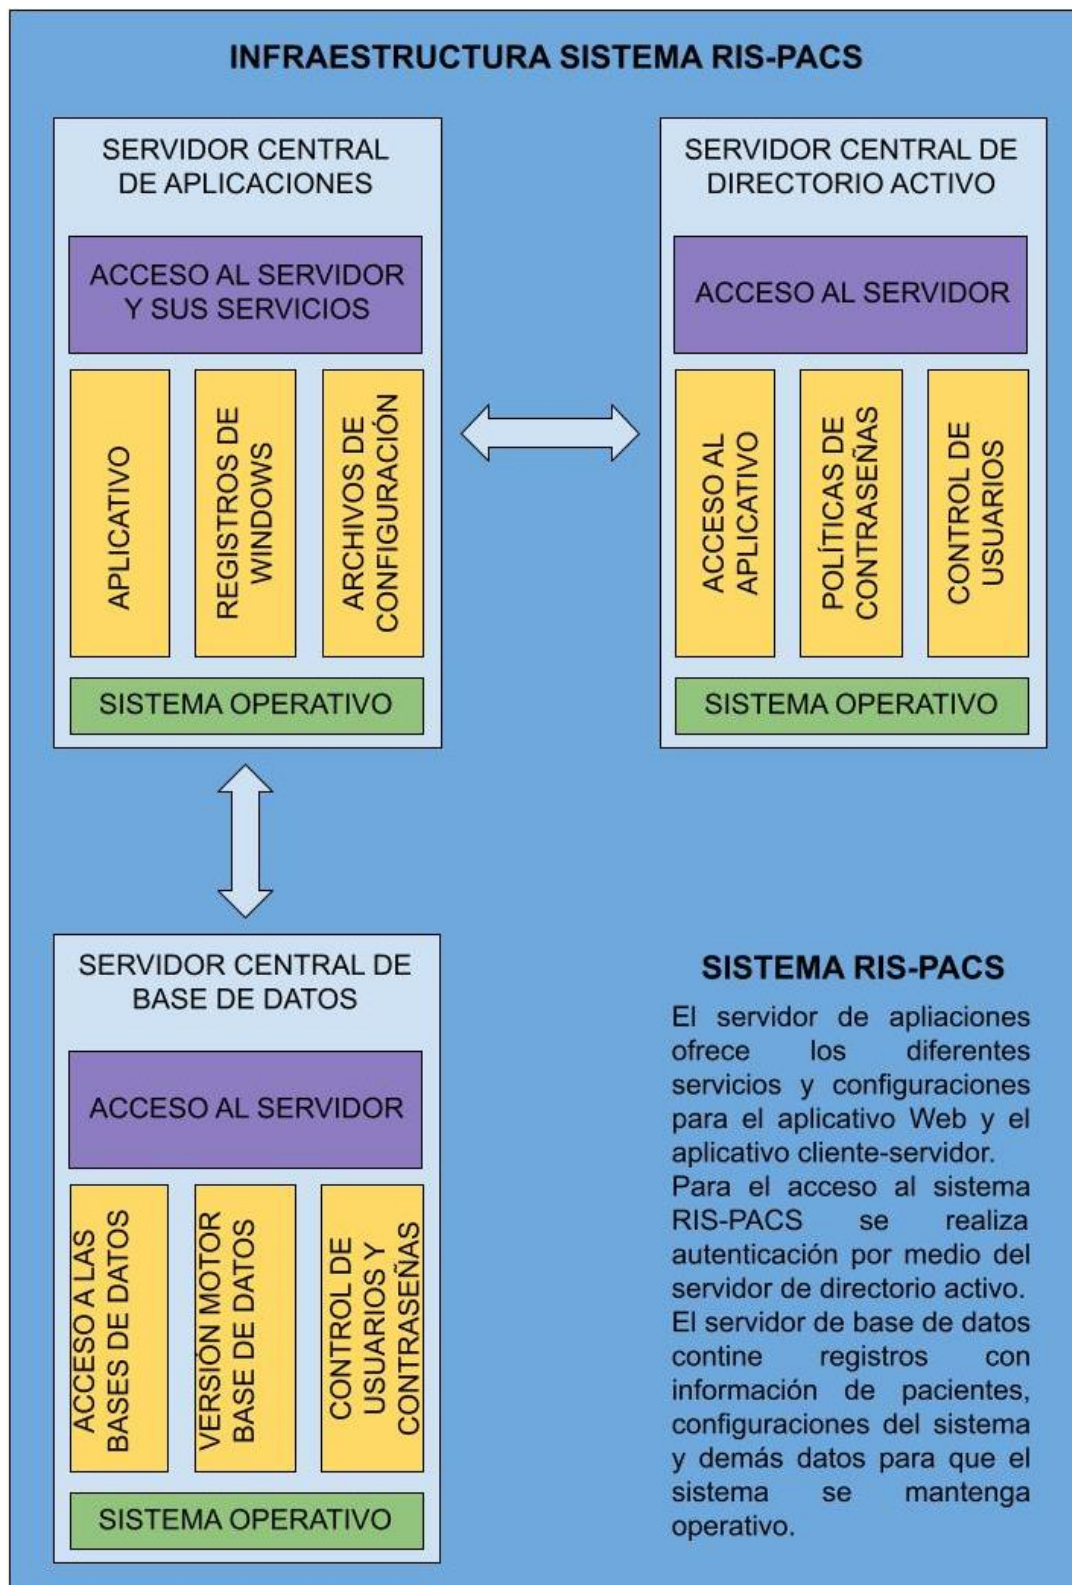 INFRAESTRUCTURA SISTEMA RIS-PACS
SERVIDOR CENTRAL
DE APLICACIONES
ACCESO AL SERVIDOR
Y SUS SERVICIOS
APLICATIVO
REGISTROS DE
WINDOWS
ARCHIVOS DE
CONFIGURACIÓN
SISTEMA OPERATIVO
SERVIDOR CENTRAL DE
DIRECTORIO ACTIVO
ACCESO AL SERVIDOR
ACCESO AL
APLICATIVO
POLÍTICAS DE
CONTRASEÑAS
CONTROL DE
USUARIOS
SISTEMA OPERATIVO
SERVIDOR CENTRAL DE
BASE DE DATOS
ACCESO AL SERVIDOR
ACCESO A LAS
BASES DE DATOS
VERSIÓN MOTOR
BASE DE DATOS
CONTROL DE
USUARIOS Y
CONTRASEÑAS
SISTEMA OPERATIVO
SISTEMA RIS-PACS
El servidor de apliaciones
ofrece los diferentes
servicios y configuraciones
para el aplicativo Web y el
aplicativo cliente-servidor.
Para el acceso al sistema
RIS-PACS se realiza
autenticación por medio del
servidor de directorio activo.
El servidor de base de datos
contine registros con
información de pacientes,
configuraciones del sistema
y demás datos para que el
sistema se mantenga
operativo.